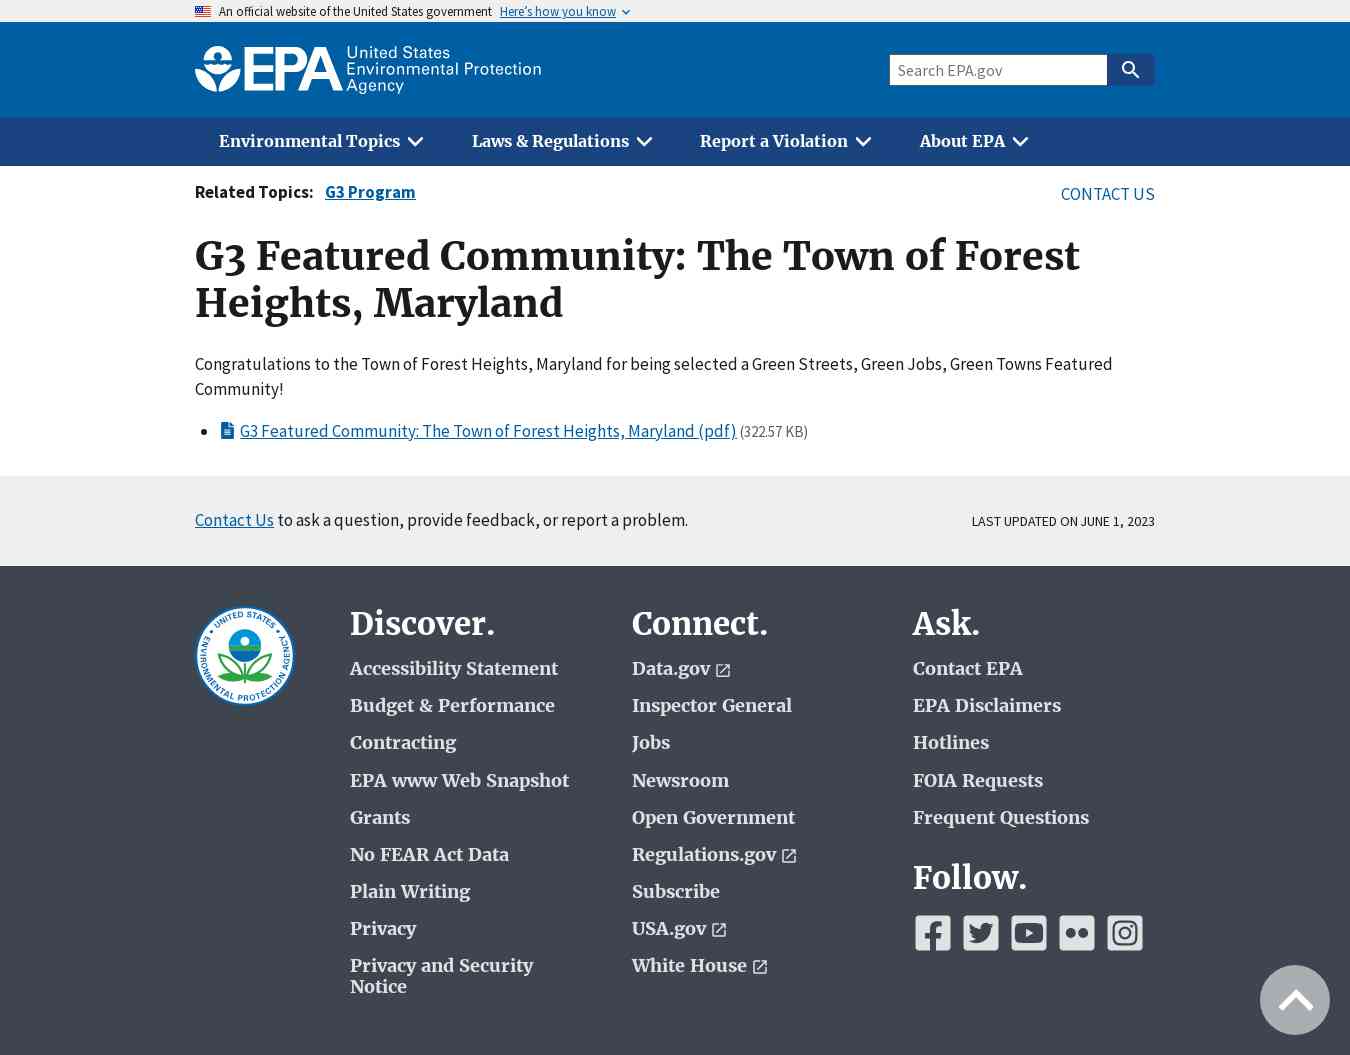 An official website of the United States government Here's how you know
EPA United States
Environmental Protection
Agency
Search EPA.gov
Environmental Topics Laws & Regulations Report a Violation About EPA
Related Topics: G3 Program
CONTACT US
G3 Featured Community: The Town of Forest
Heights, Maryland
Congratulations to the Town of Forest Heights, Maryland for being selected a Green Streets, Green Jobs, Green Towns Featured
Community!
G3 Featured Community: The Town of Forest Heights, Maryland (pdf) (322.57 KB)
Contact Us to ask a question, provide feedback, or report a problem.
LAST UPDATED ON JUNE 1, 2023
UNITED STATES
ENVIRONMENTAL PROTECTION AGENCY
Discover.
Accessibility Statement
Budget & Performance
Contracting
EPA www Web Snapshot
Grants
No FEAR Act Data
Plain Writing
Privacy
Privacy and Security
Notice
Connect.
Data.gov
Inspector General
Jobs
Newsroom
Open Government
Regulations.gov
Subscribe
USA.gov
White House
Ask.
Contact EPA
EPA Disclaimers
Hotlines
FOIA Requests
Frequent Questions
Follow.